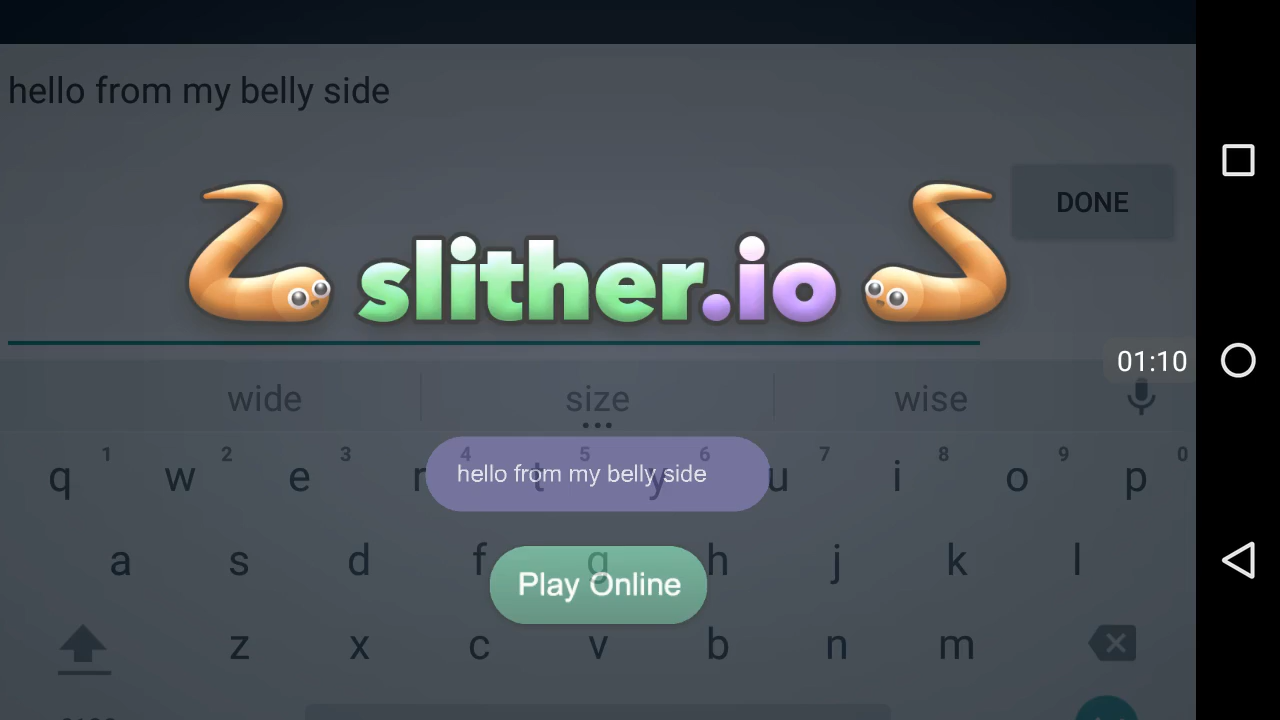 hello from my belly side
DONE
slither.io
01:10
wide size wise
1 2 3 4 5 6 7 8 9 0
q w e r t y u i o p
hello from my belly side
a s d f g h j k l
Play Online
z x c v b n m